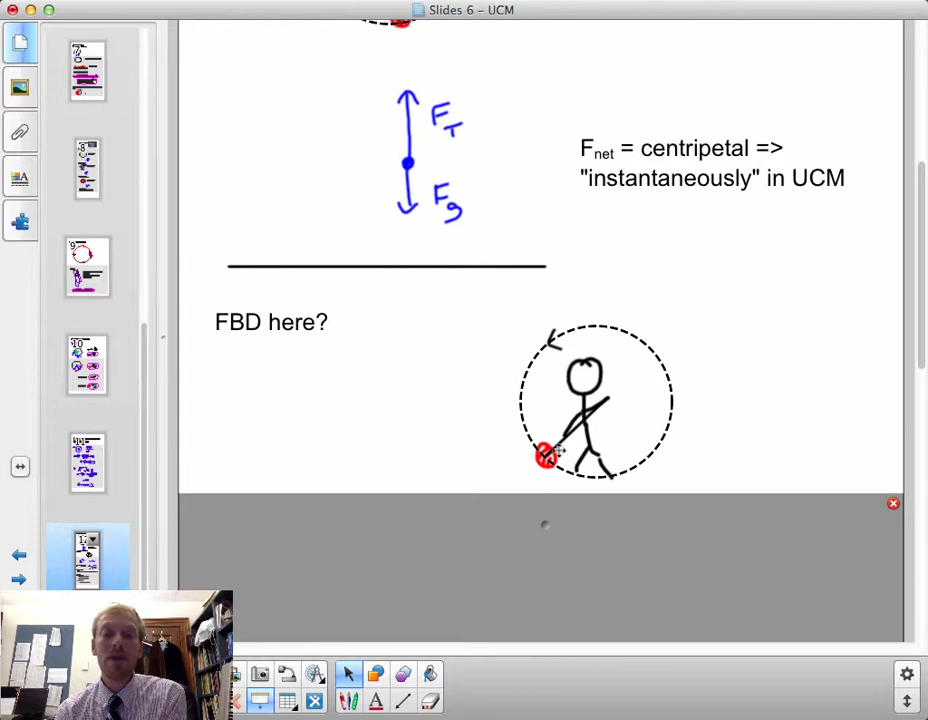 Slides 6 – UCM
F_T
F_net = centripetal =>
"instantaneously" in UCM
F_g
FBD here?